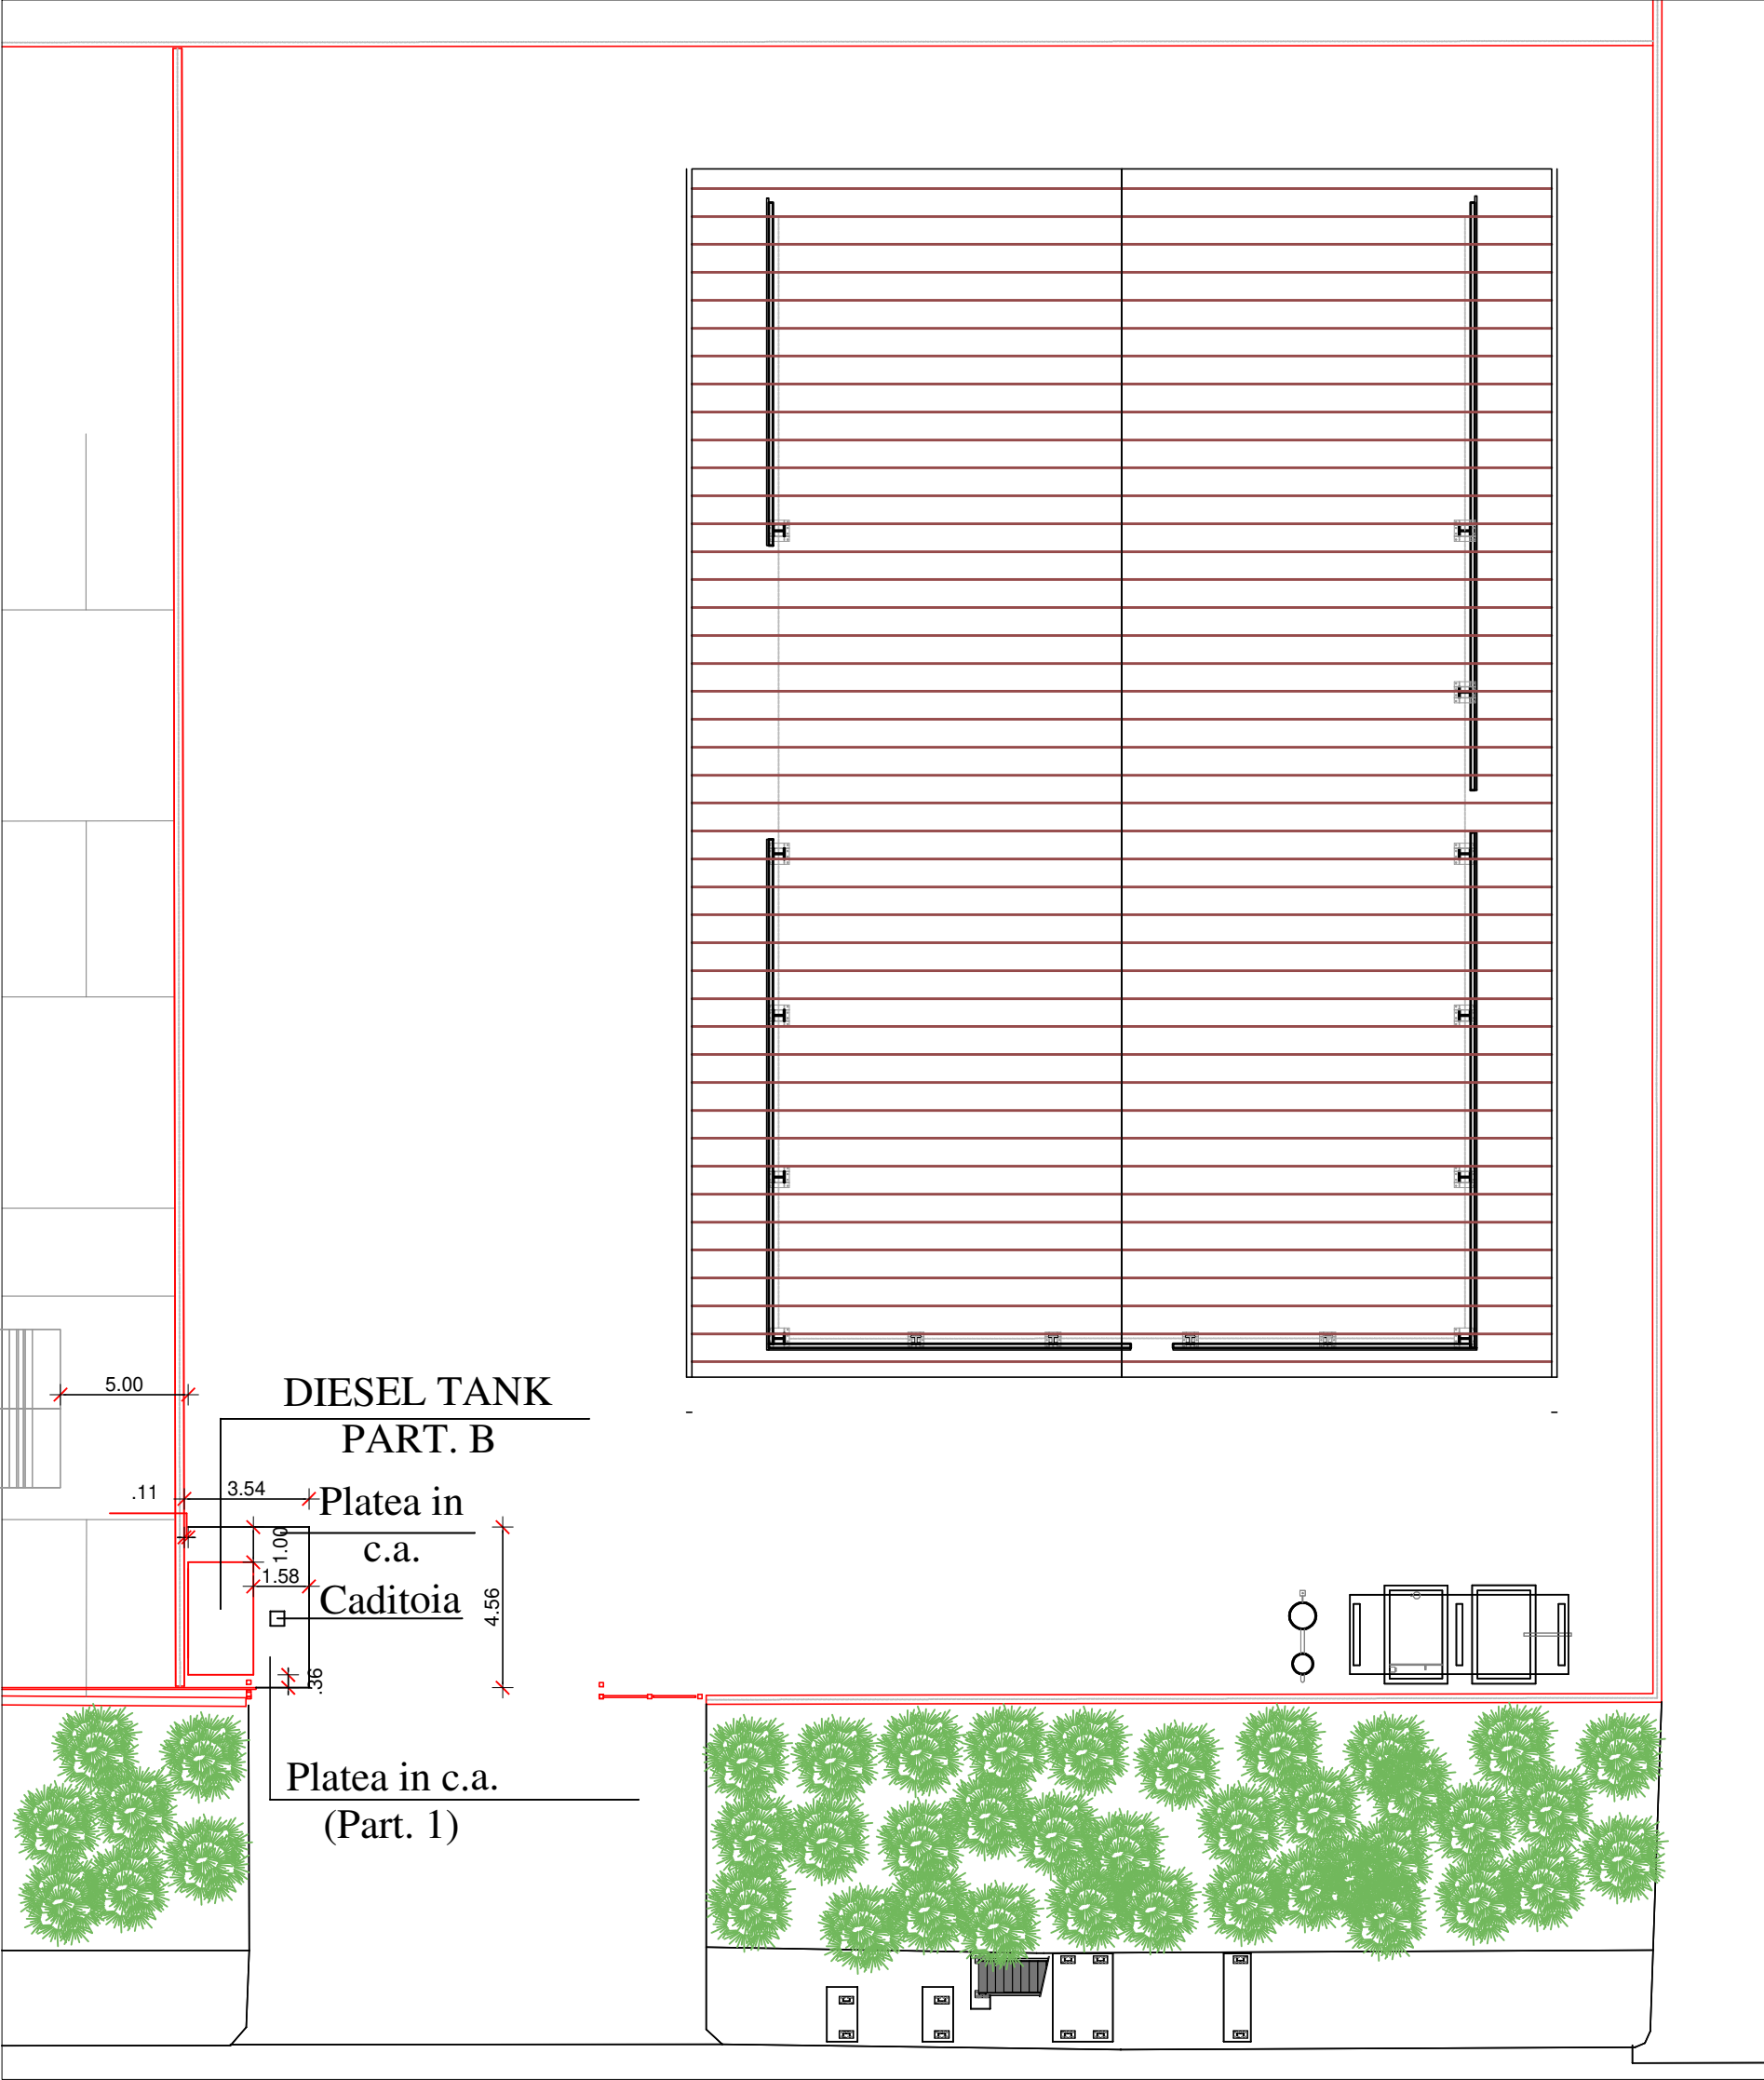 5.00
DIESEL TANK
PART. B
.11
3.54
Platea in
c.a.
1.00
1.58
Caditoia
4.56
.36
Platea in c.a.
(Part. 1)